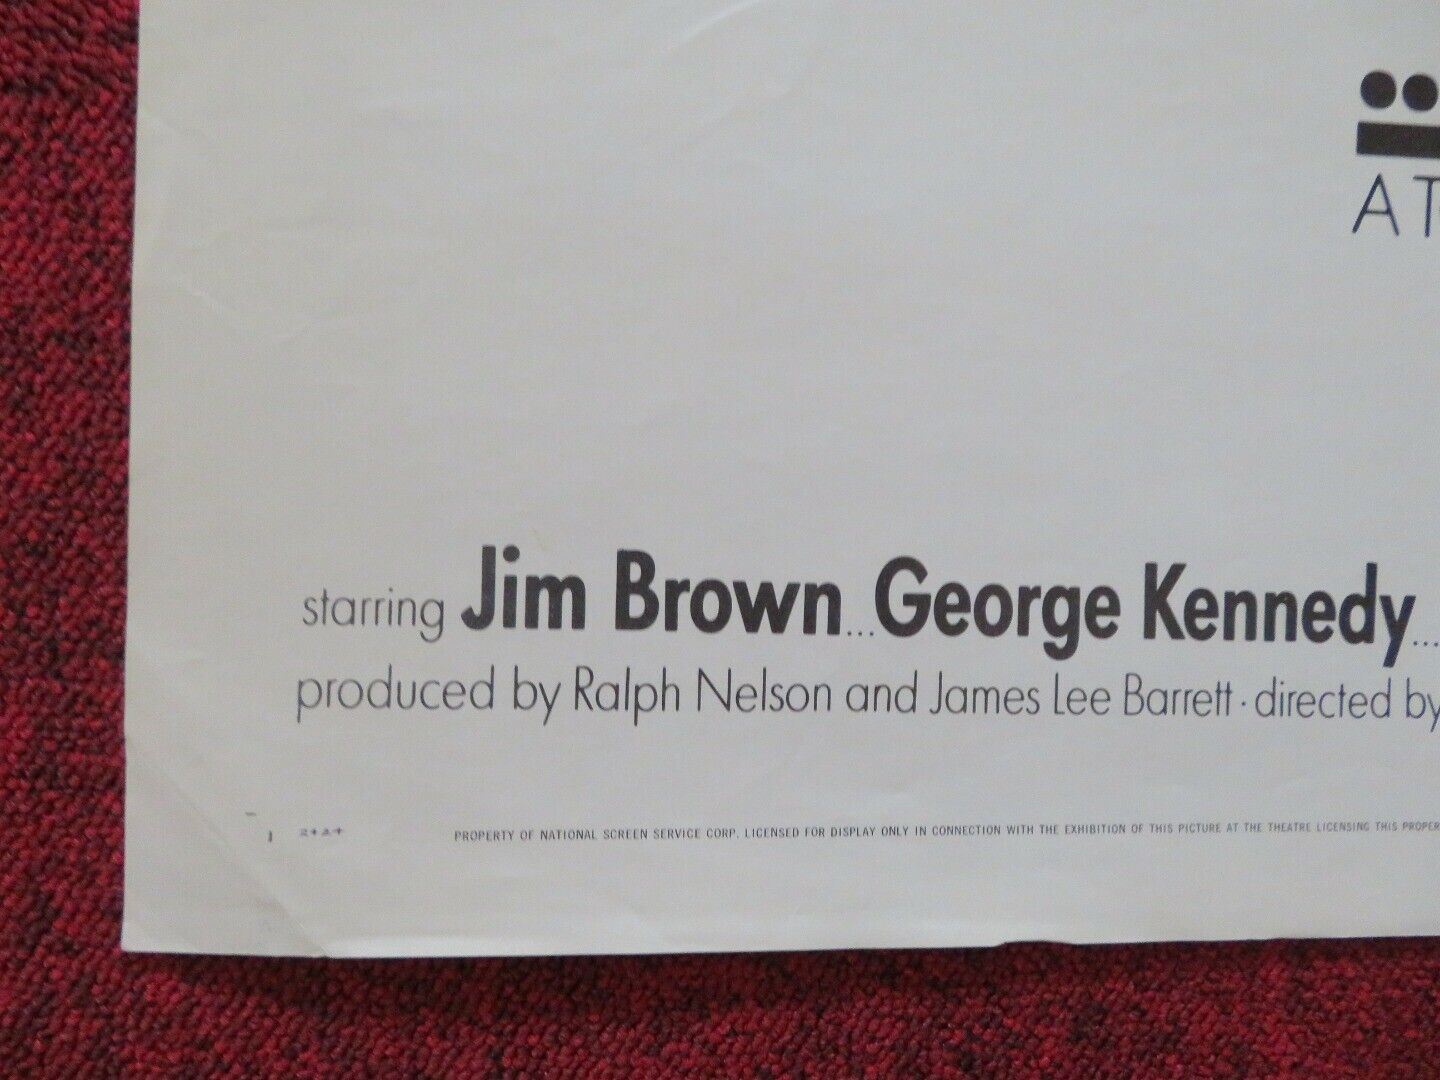 A T
starring Jim Brown...George Kennedy...
produced by Ralph Nelson and James Lee Barrett · directed by
PROPERTY OF NATIONAL SCREEN SERVICE CORP. LICENSED FOR DISPLAY ONLY IN CONNECTION WITH THE EXHIBITION OF THIS PICTURE AT THE THEATRE LICENSING THIS PROPER